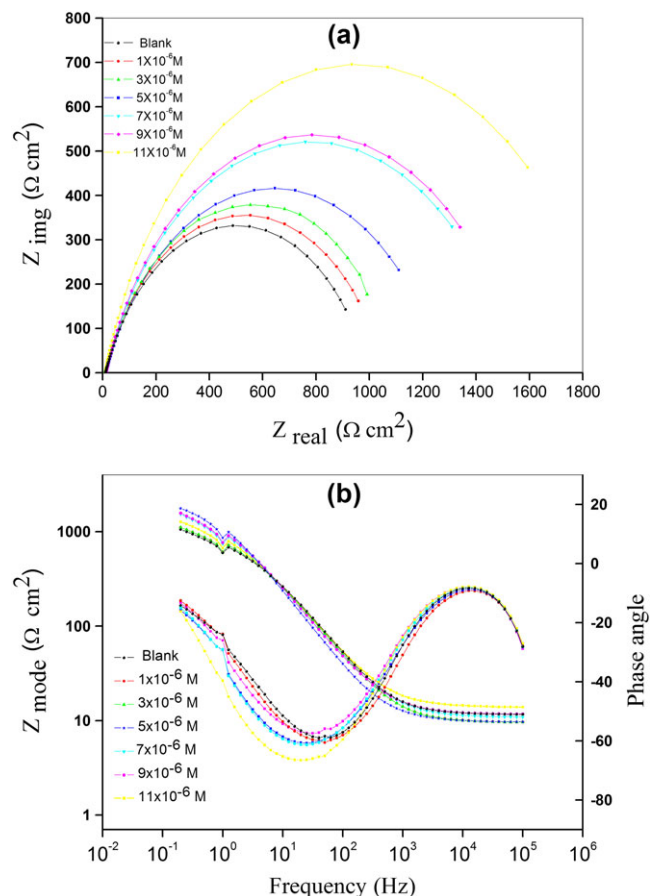 (a)
800
700
600
500
400
300
200
100
0
Z img (Ω cm²)
Blank
1X10⁻⁶M
3X10⁻⁶M
5X10⁻⁶M
7X10⁻⁶M
9X10⁻⁶M
11X10⁻⁶M
0 200 400 600 800 1000 1200 1400 1600 1800
Z real (Ω cm²)
(b)
1000
100
10
1
Z mode (Ω cm²)
20
0
-20
-40
-60
-80
Phase angle
Blank
1x10⁻⁶ M
3x10⁻⁶ M
5x10⁻⁶ M
7x10⁻⁶ M
9x10⁻⁶ M
11x10⁻⁶ M
10⁻² 10⁻¹ 10⁰ 10¹ 10² 10³ 10⁴ 10⁵ 10⁶
Frequency (Hz)